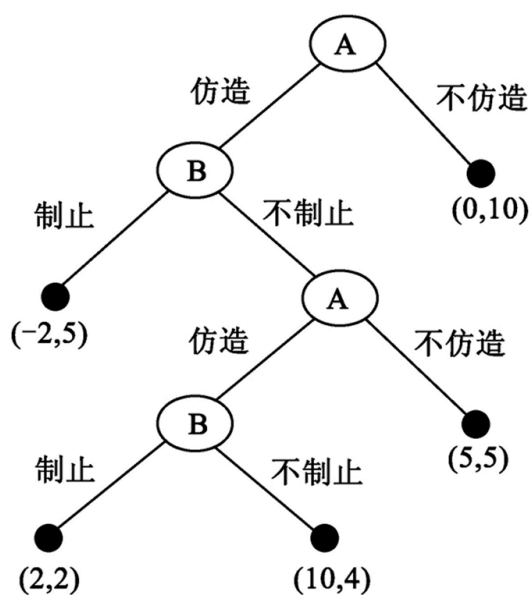 A
仿造
不仿造
B
(0,10)
制止
不制止
A
(-2,5)
仿造
不仿造
B
(5,5)
制止
不制止
(2,2)
(10,4)